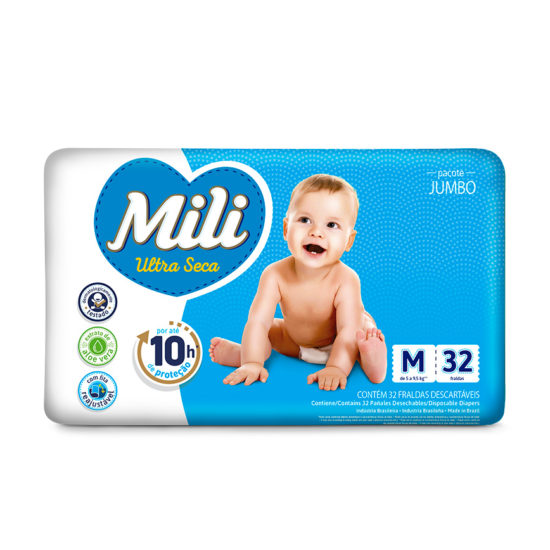 Mili
Ultra Seca
pacote
JUMBO
dermatologicamente
testado
extrato de
aloe vera
com fita
reajustável
por até
10h
de proteção
M
de 5 a 9,5 kg
32
fraldas
CONTÉM 32 FRALDAS DESCARTÁVEIS
Contiene/Contains 32 Pañales Desechables/Disposable Diapers
Indústria Brasileira • Industria Brasileña • Made in Brazil